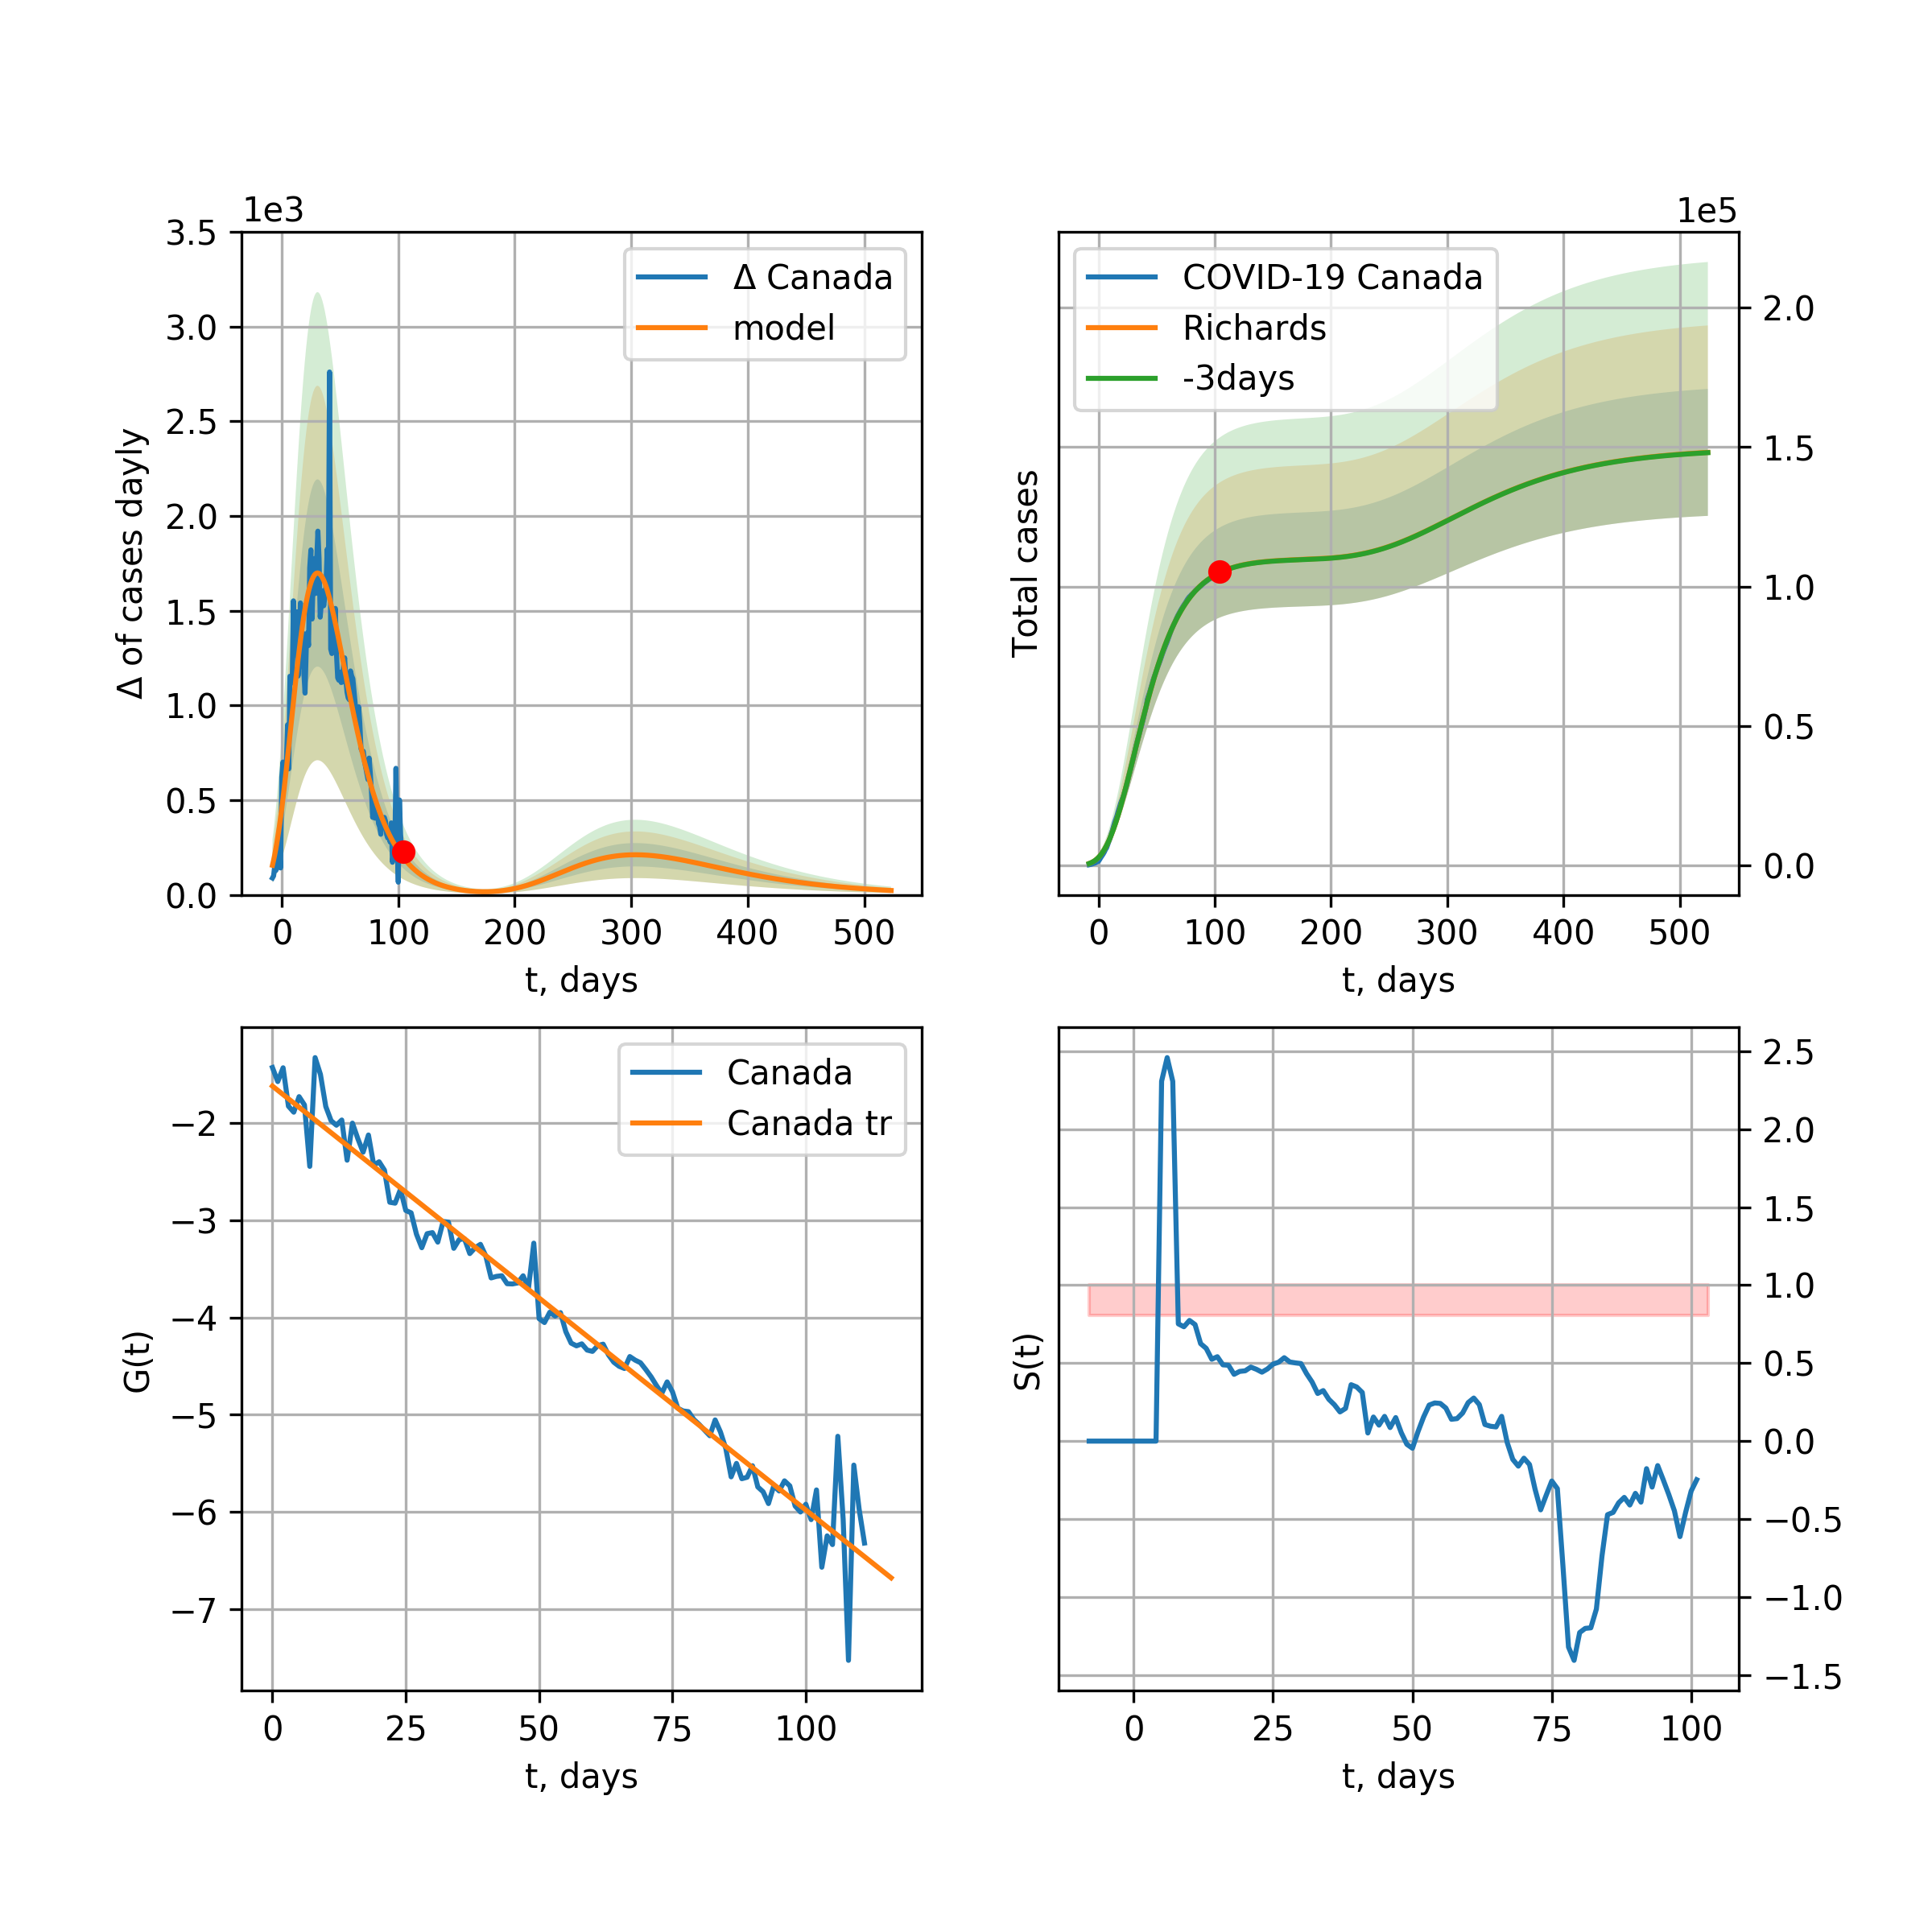 1e3
3.5
3.0
2.5
2.0
1.5
1.0
0.5
0.0
Δ of cases dayly
Δ Canada
model
0 100 200 300 400 500
t, days
1e5
COVID-19 Canada
Richards
-3days
Total cases
2.0
1.5
1.0
0.5
0.0
0 100 200 300 400 500
t, days
Canada
Canada tr
G(t)
−2
−3
−4
−5
−6
−7
0 25 50 75 100
t, days
S(t)
2.5
2.0
1.5
1.0
0.5
0.0
−0.5
−1.0
−1.5
0 25 50 75 100
t, days